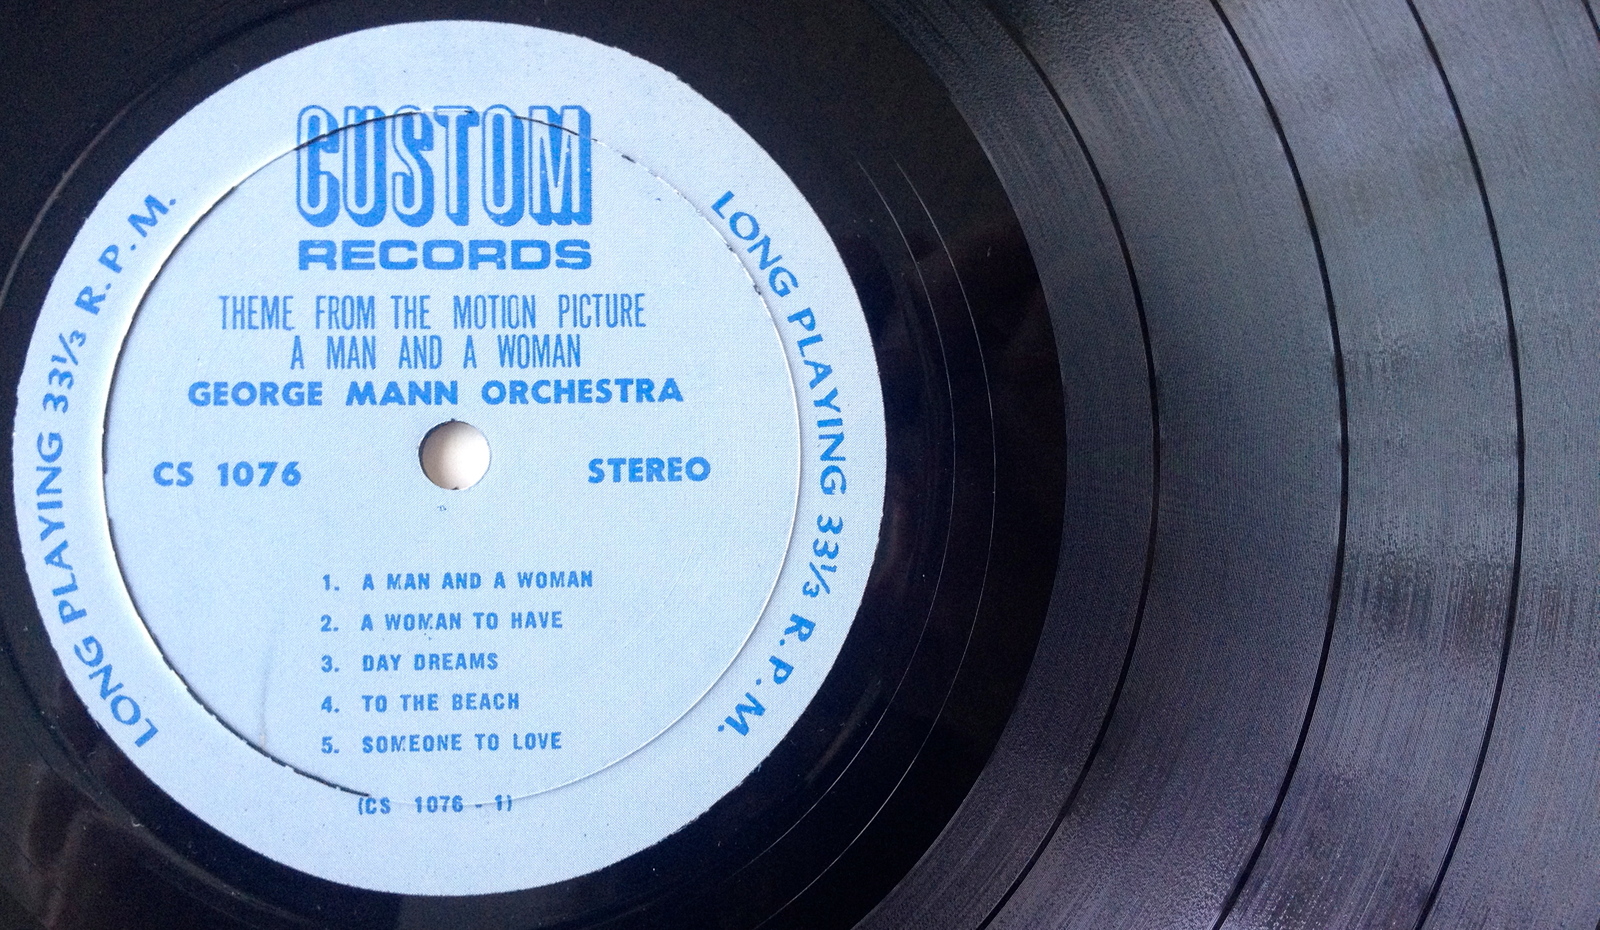 CUSTOM
RECORDS
THEME FROM THE MOTION PICTURE
A MAN AND A WOMAN
GEORGE MANN ORCHESTRA
CS 1076
STEREO
1. A MAN AND A WOMAN
2. A WOMAN TO HAVE
3. DAY DREAMS
4. TO THE BEACH
5. SOMEONE TO LOVE
(CS 1076 - 1)
LONG PLAYING 33⅓ R.P.M.
LONG PLAYING 33⅓ R.P.M.